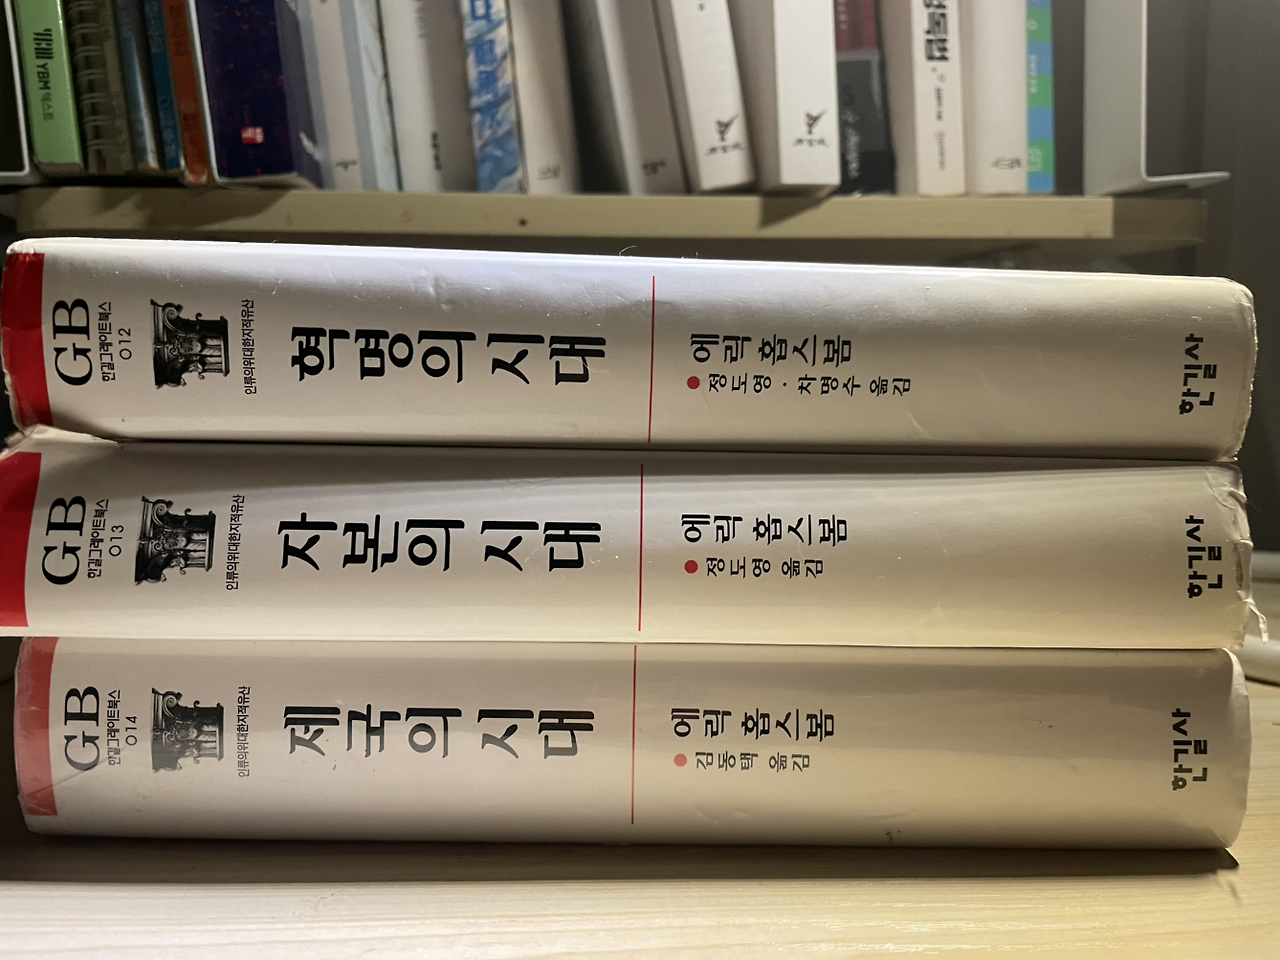 YBM
GB
한길그레이트북스
012
인류의위대한지적유산
혁명의 시대
에릭 홉스봄
정도영·차명수 옮김
한길사
GB
한길그레이트북스
013
인류의위대한지적유산
자본의 시대
에릭 홉스봄
정도영 옮김
한길사
GB
한길그레이트북스
014
인류의위대한지적유산
제국의 시대
에릭 홉스봄
김동택 옮김
한길사